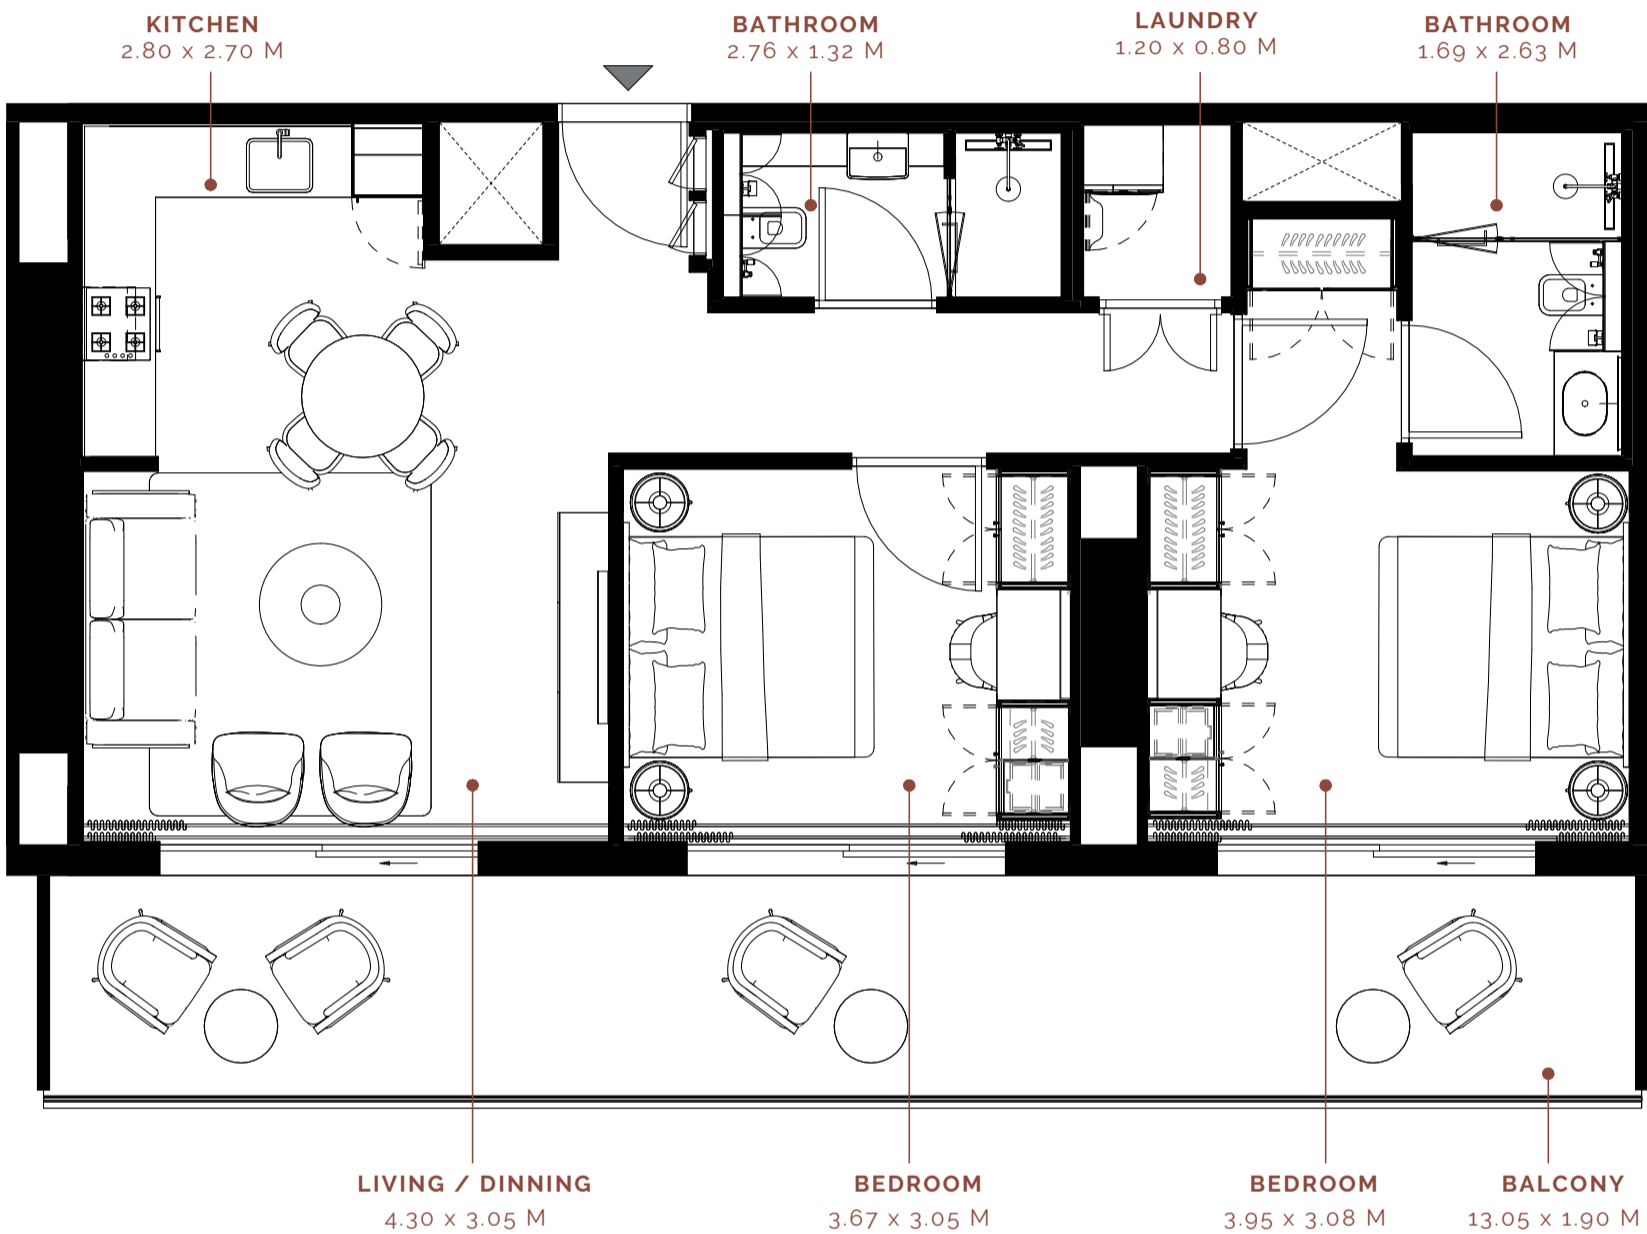 KITCHEN
2.80 x 2.70 M
BATHROOM
2.76 x 1.32 M
LAUNDRY
1.20 x 0.80 M
BATHROOM
1.69 x 2.63 M
LIVING / DINNING
4.30 x 3.05 M
BEDROOM
3.67 x 3.05 M
BEDROOM
3.95 x 3.08 M
BALCONY
13.05 x 1.90 M